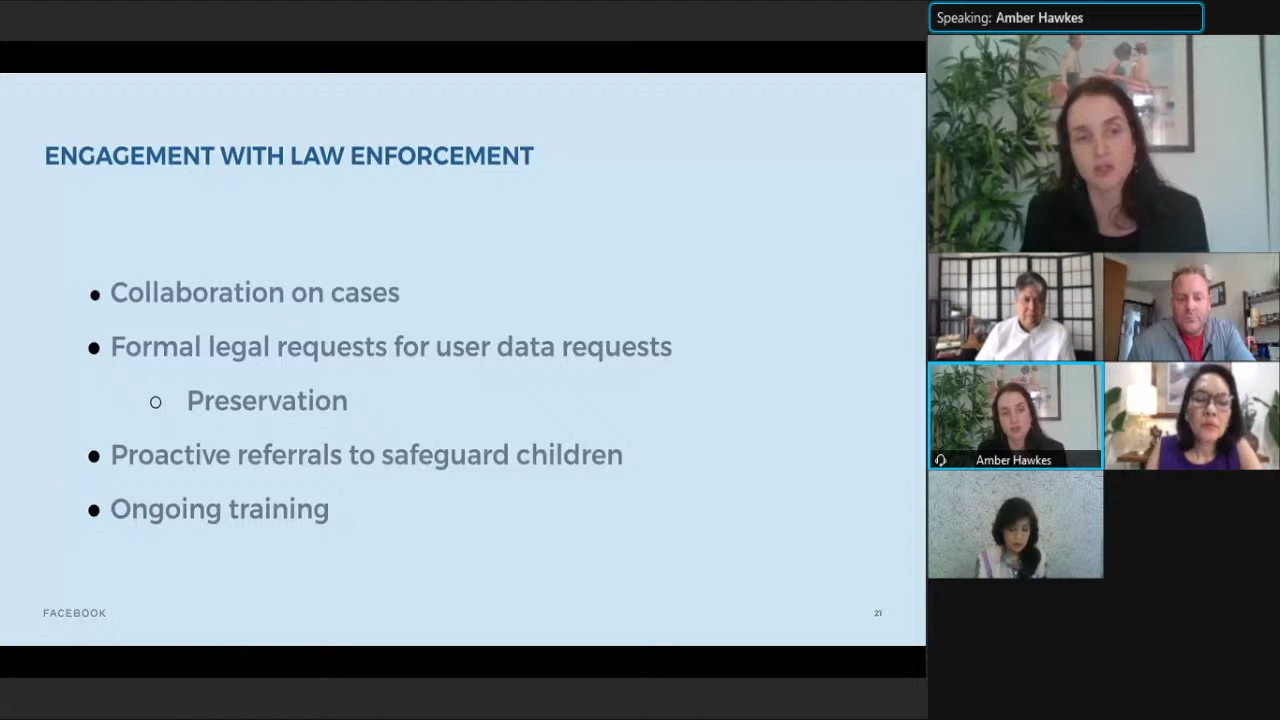 Speaking: Amber Hawkes
ENGAGEMENT WITH LAW ENFORCEMENT
• Collaboration on cases
• Formal legal requests for user data requests
○ Preservation
• Proactive referrals to safeguard children
• Ongoing training
FACEBOOK
21
Amber Hawkes